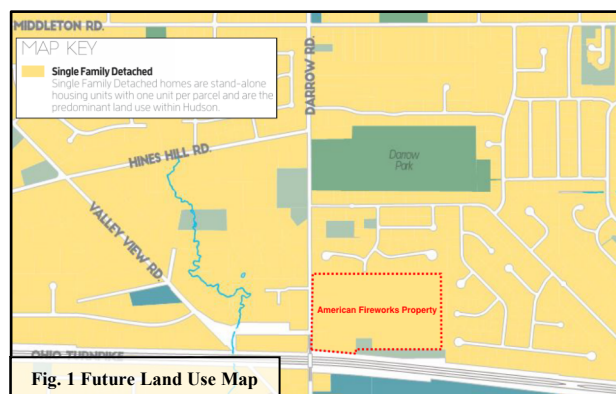 MIDDLETON RD.
MAP KEY
Single Family Detached
Single Family Detached homes are stand-alone
housing units with one unit per parcel and are the
predominant land use within Hudson.
DARROW RD.
HINES HILL RD.
Darrow
Park
VALLEY VIEW RD.
American Fireworks Property
OHIO TURNPIKE
Fig. 1 Future Land Use Map